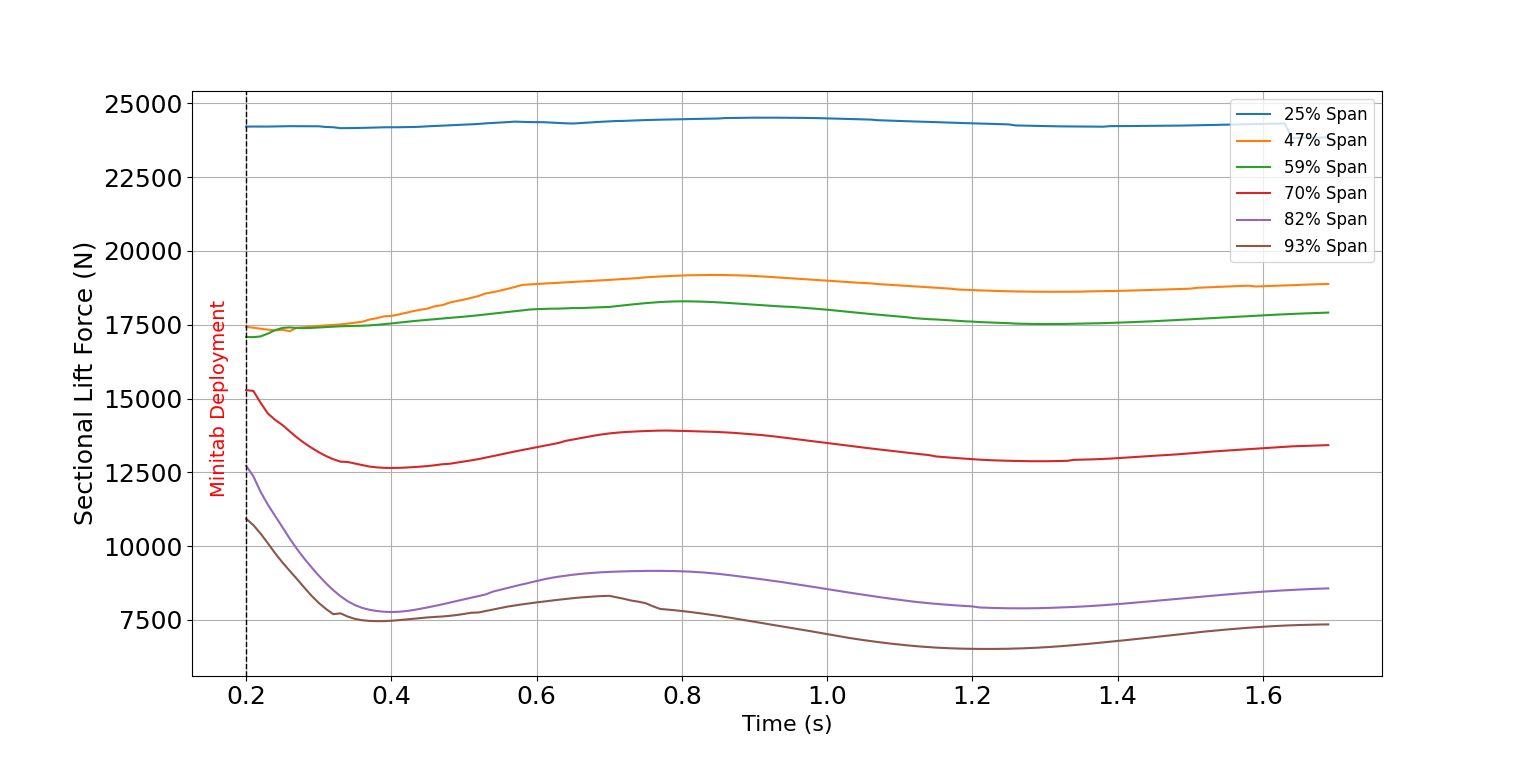 25000
22500
20000
17500
15000
12500
10000
7500
Sectional Lift Force (N)
Minitab Deployment
25% Span
47% Span
59% Span
70% Span
82% Span
93% Span
0.2 0.4 0.6 0.8 1.0 1.2 1.4 1.6
Time (s)